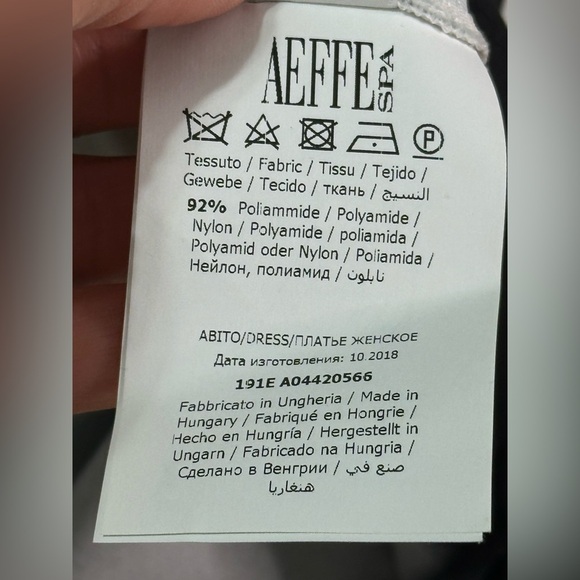 AEFFE SPA
P
Tessuto / Fabric / Tissu / Tejido /
Gewebe / Tecido / ткань / النسيج
92% Poliammide / Polyamide /
Nylon / Polyamide / poliamida /
Polyamid oder Nylon / Poliamida /
Нейлон, полиамид / نايلون
ABITO/DRESS/ПЛАТЬЕ ЖЕНСКОЕ
Дата изготовления: 10.2018
191E A04420566
Fabbricato in Ungheria / Made in
Hungary / Fabriqué en Hongrie /
Hecho en Hungría / Hergestellt in
Ungarn / Fabricado na Hungria /
Сделано в Венгрии / صنع في
هنغاريا